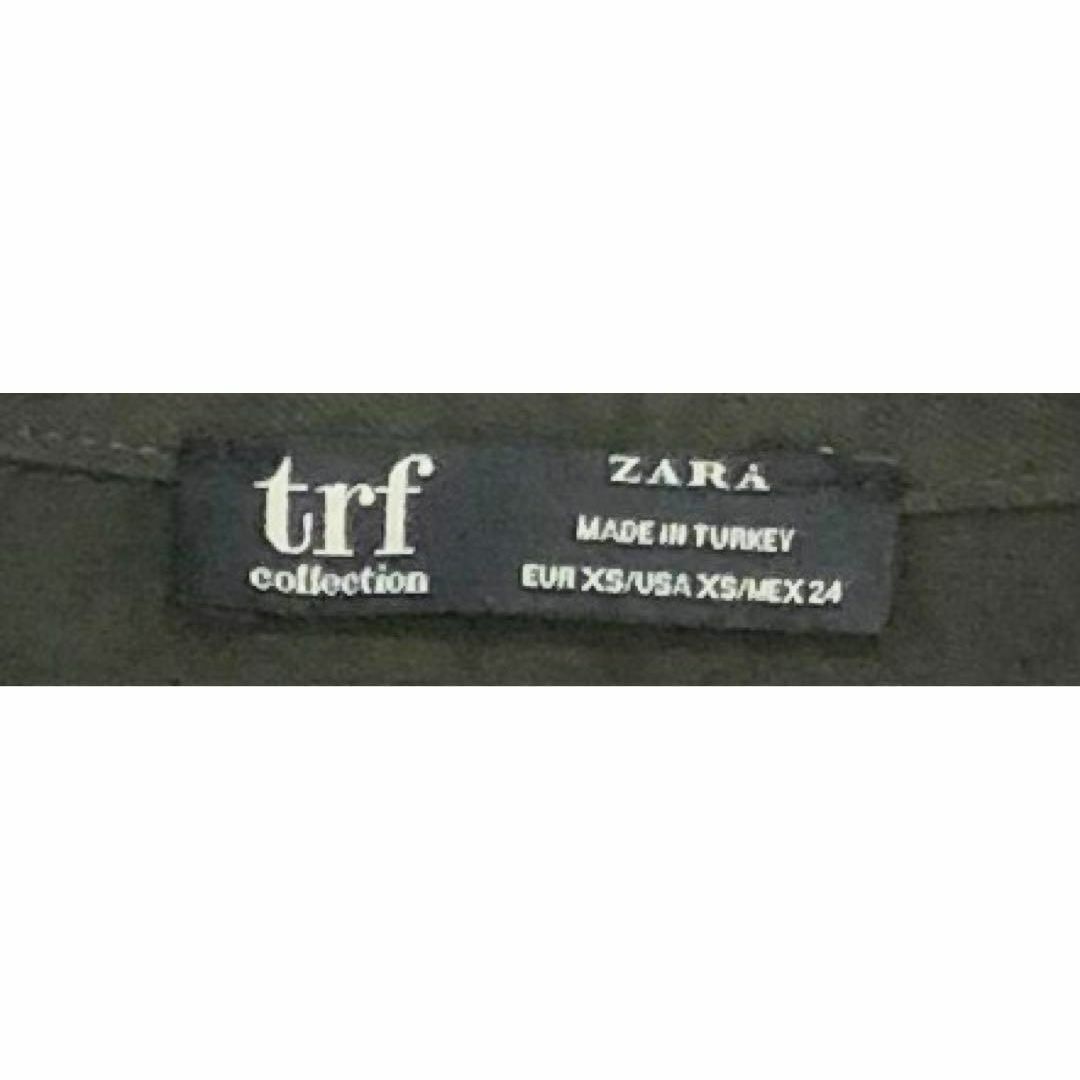 trf
collection
ZARA
MADE IN TURKEY
EUR XS/USA XS/MEX 24